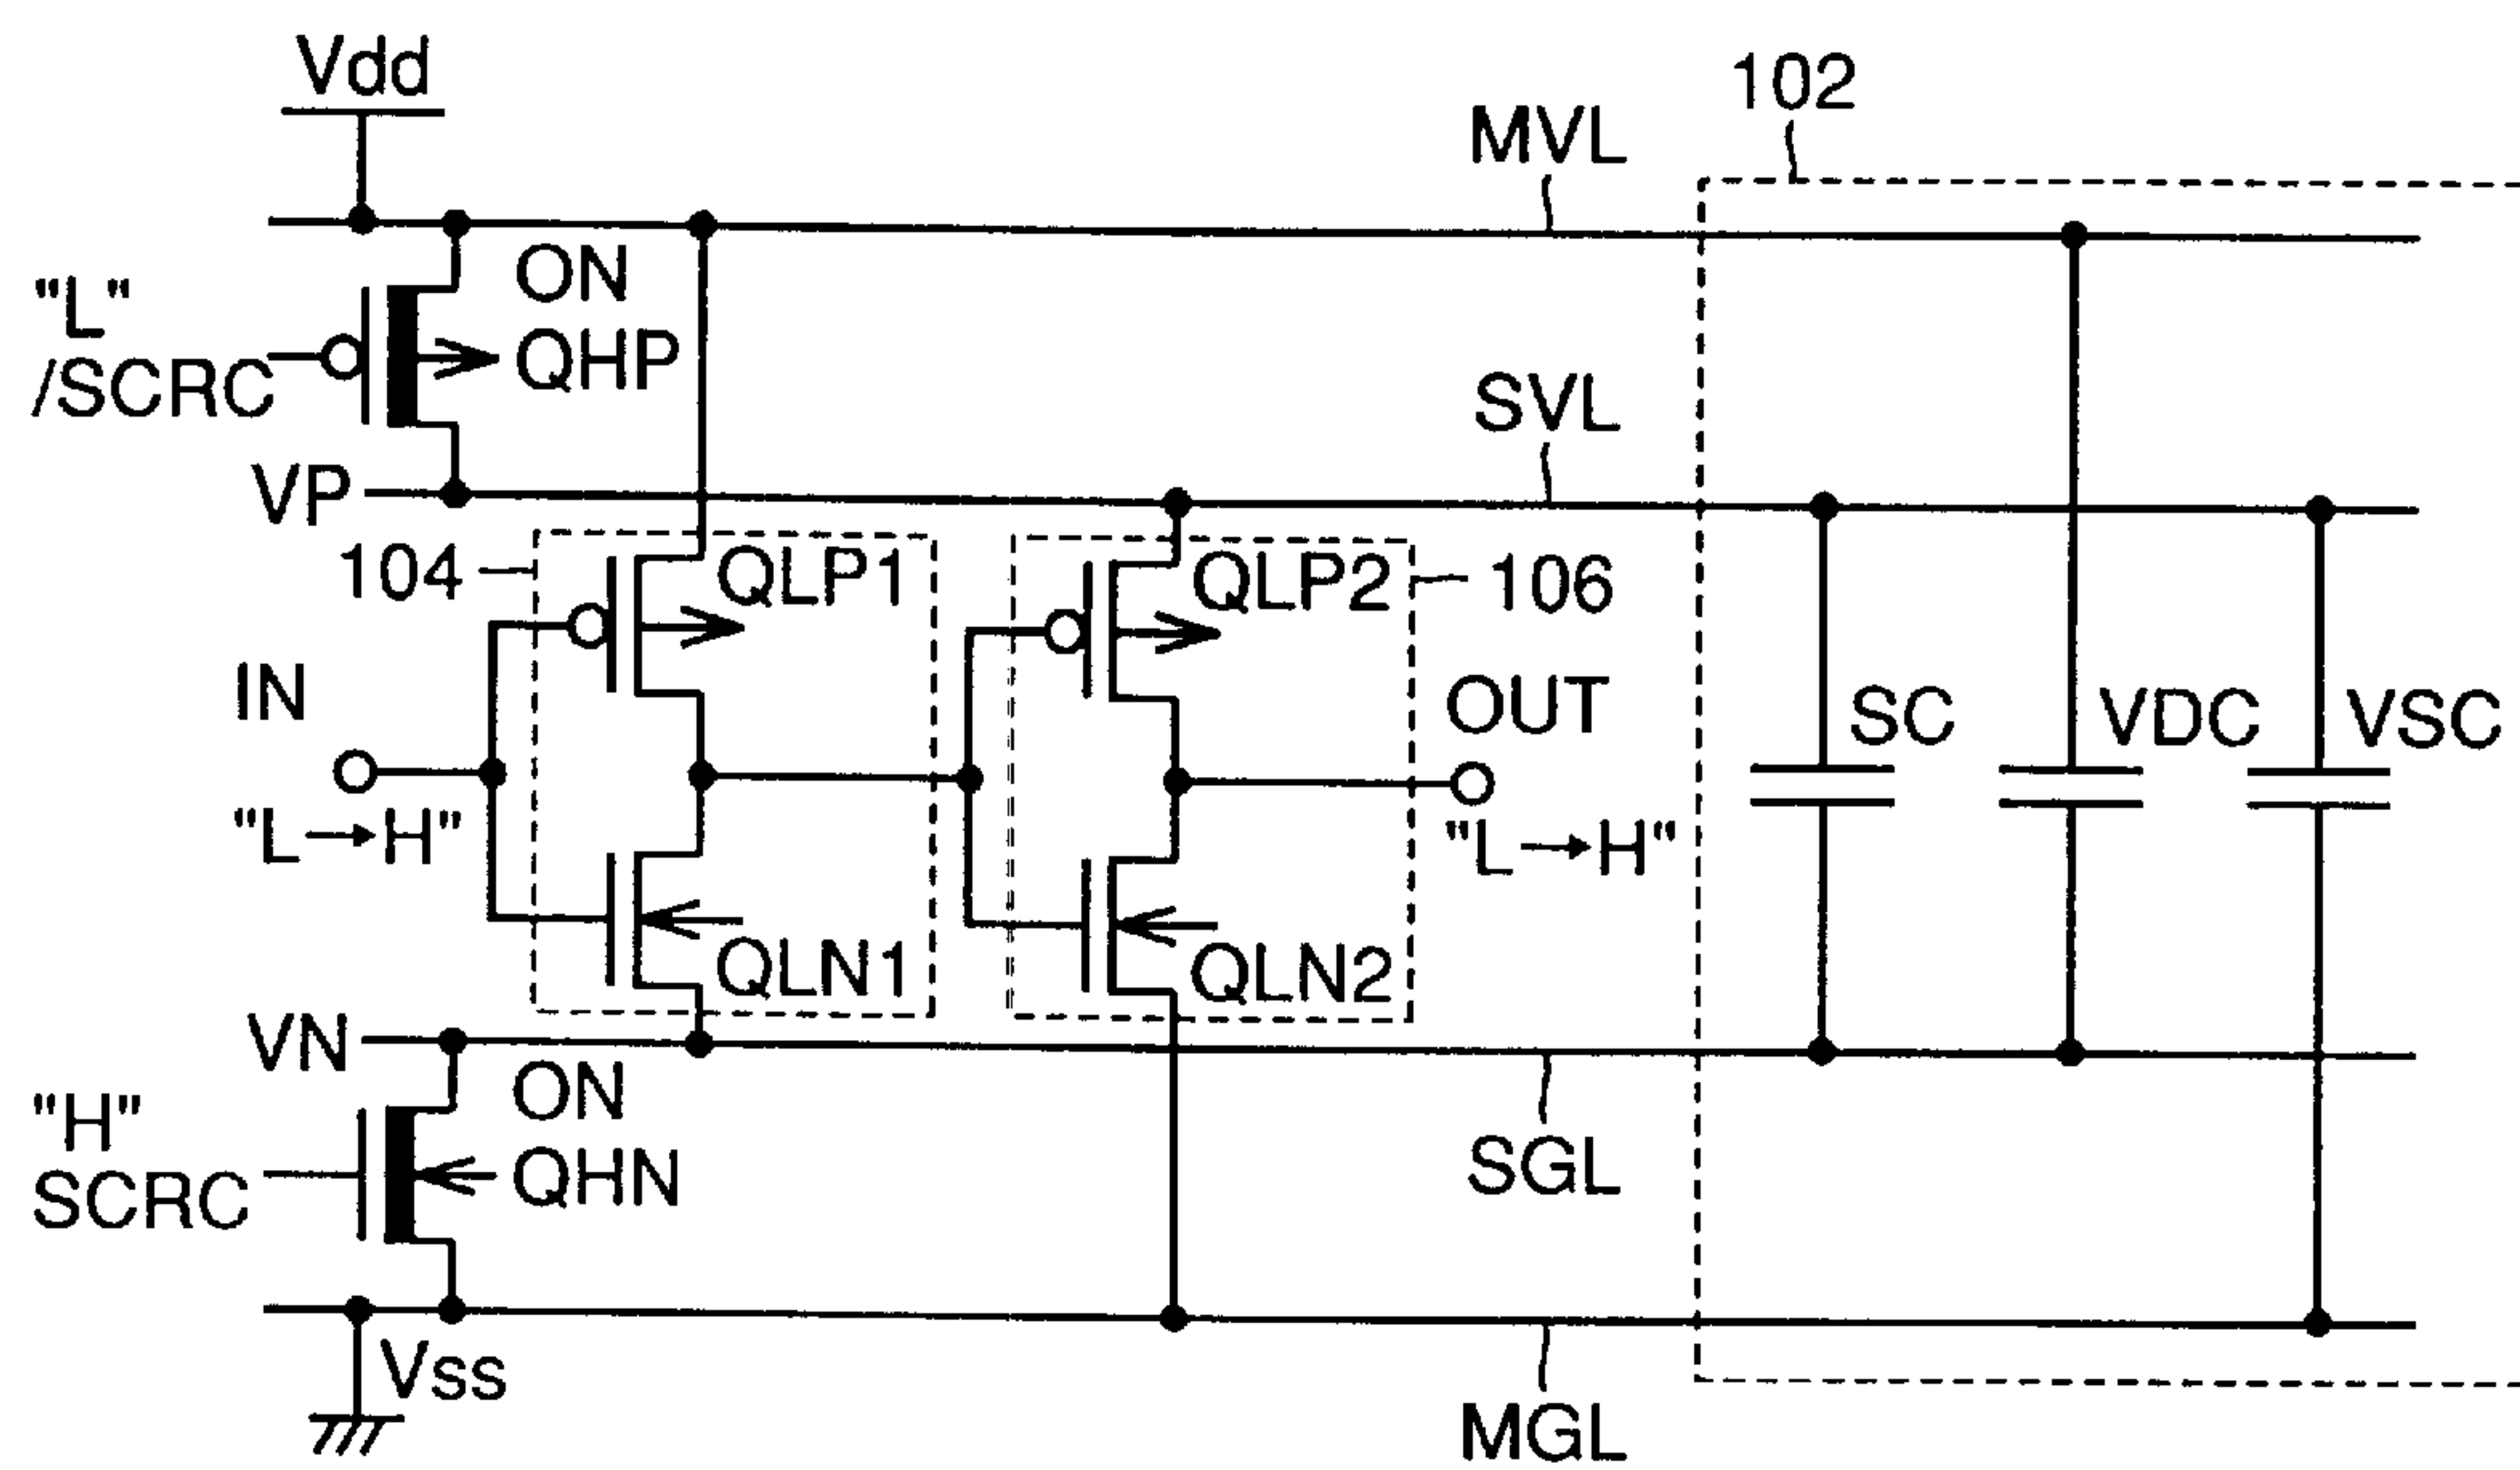 Vdd
102
MVL
ON
"L"
QHP
/SCRC
SVL
VP
104
QLP1
QLP2
106
IN
OUT
SC
VDC
VSC
"L→H"
"L→H"
QLN1
QLN2
VN
ON
"H"
QHN
SGL
SCRC
Vss
MGL